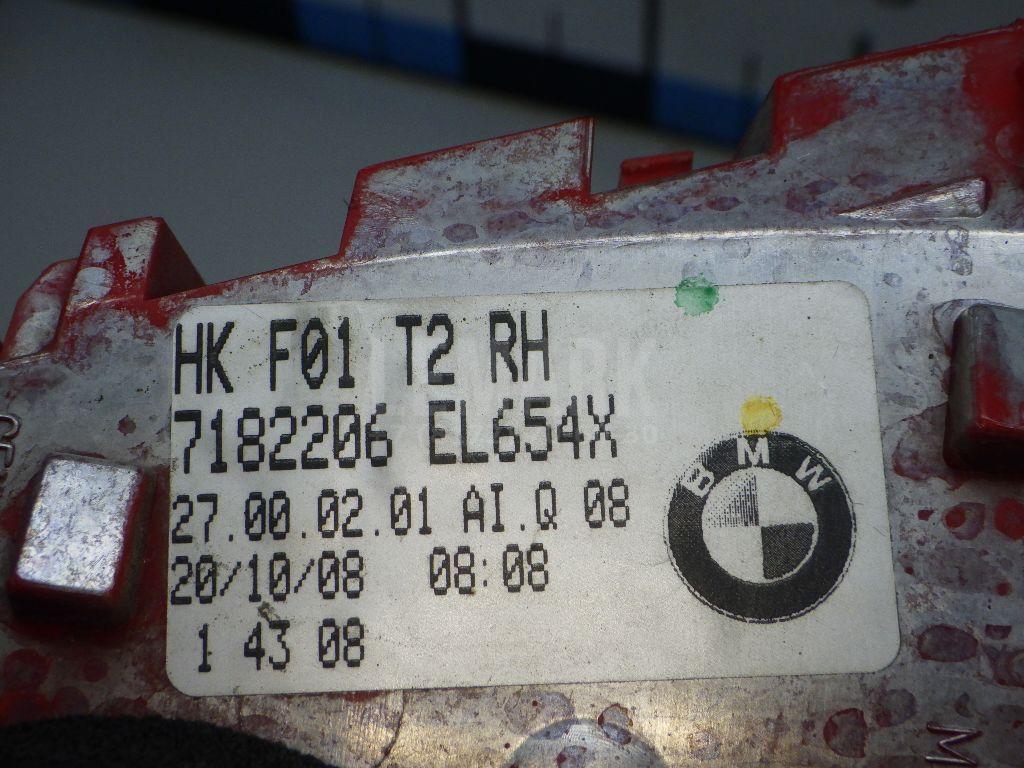 HK F01 T2 RH
7182206 EL654X
27.00.02.01 AI.Q 08
20/10/08 08:08
1 43 08
BMW